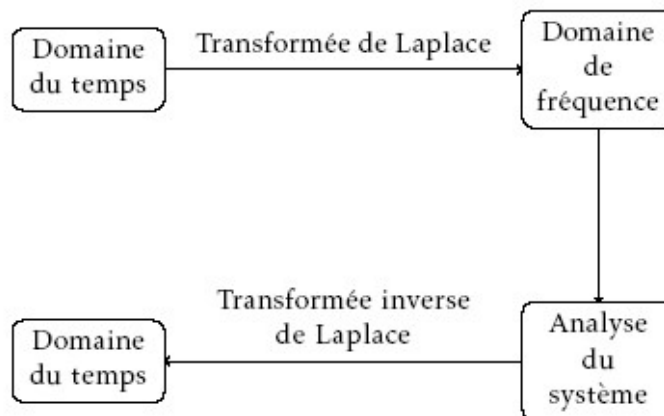 Domaine
du temps
Transformée de Laplace
Domaine
de
fréquence
Transformée inverse
de Laplace
Domaine
du temps
Analyse
du
système